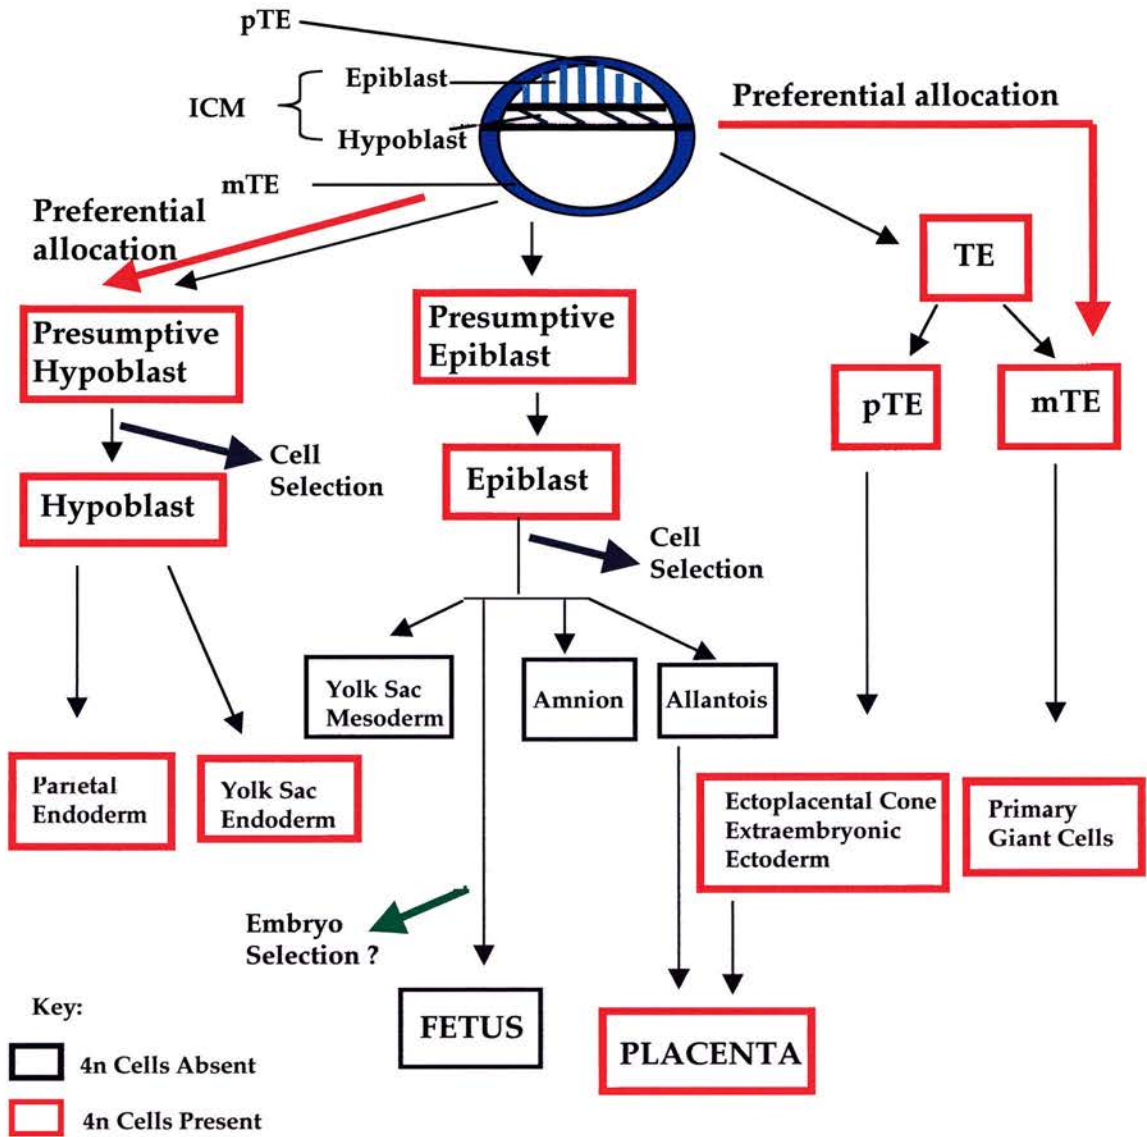 pTE
Epiblast
ICM
Hypoblast
mTE
Preferential allocation
Preferential
allocation
TE
Presumptive
Hypoblast
Presumptive
Epiblast
pTE
mTE
Cell
Selection
Hypoblast
Epiblast
Cell
Selection
Yolk Sac
Mesoderm
Amnion
Allantois
Parietal
Endoderm
Yolk Sac
Endoderm
Ectoplacental Cone
Extraembryonic
Ectoderm
Primary
Giant Cells
Embryo
Selection ?
FETUS
PLACENTA
Key:
4n Cells Absent
4n Cells Present